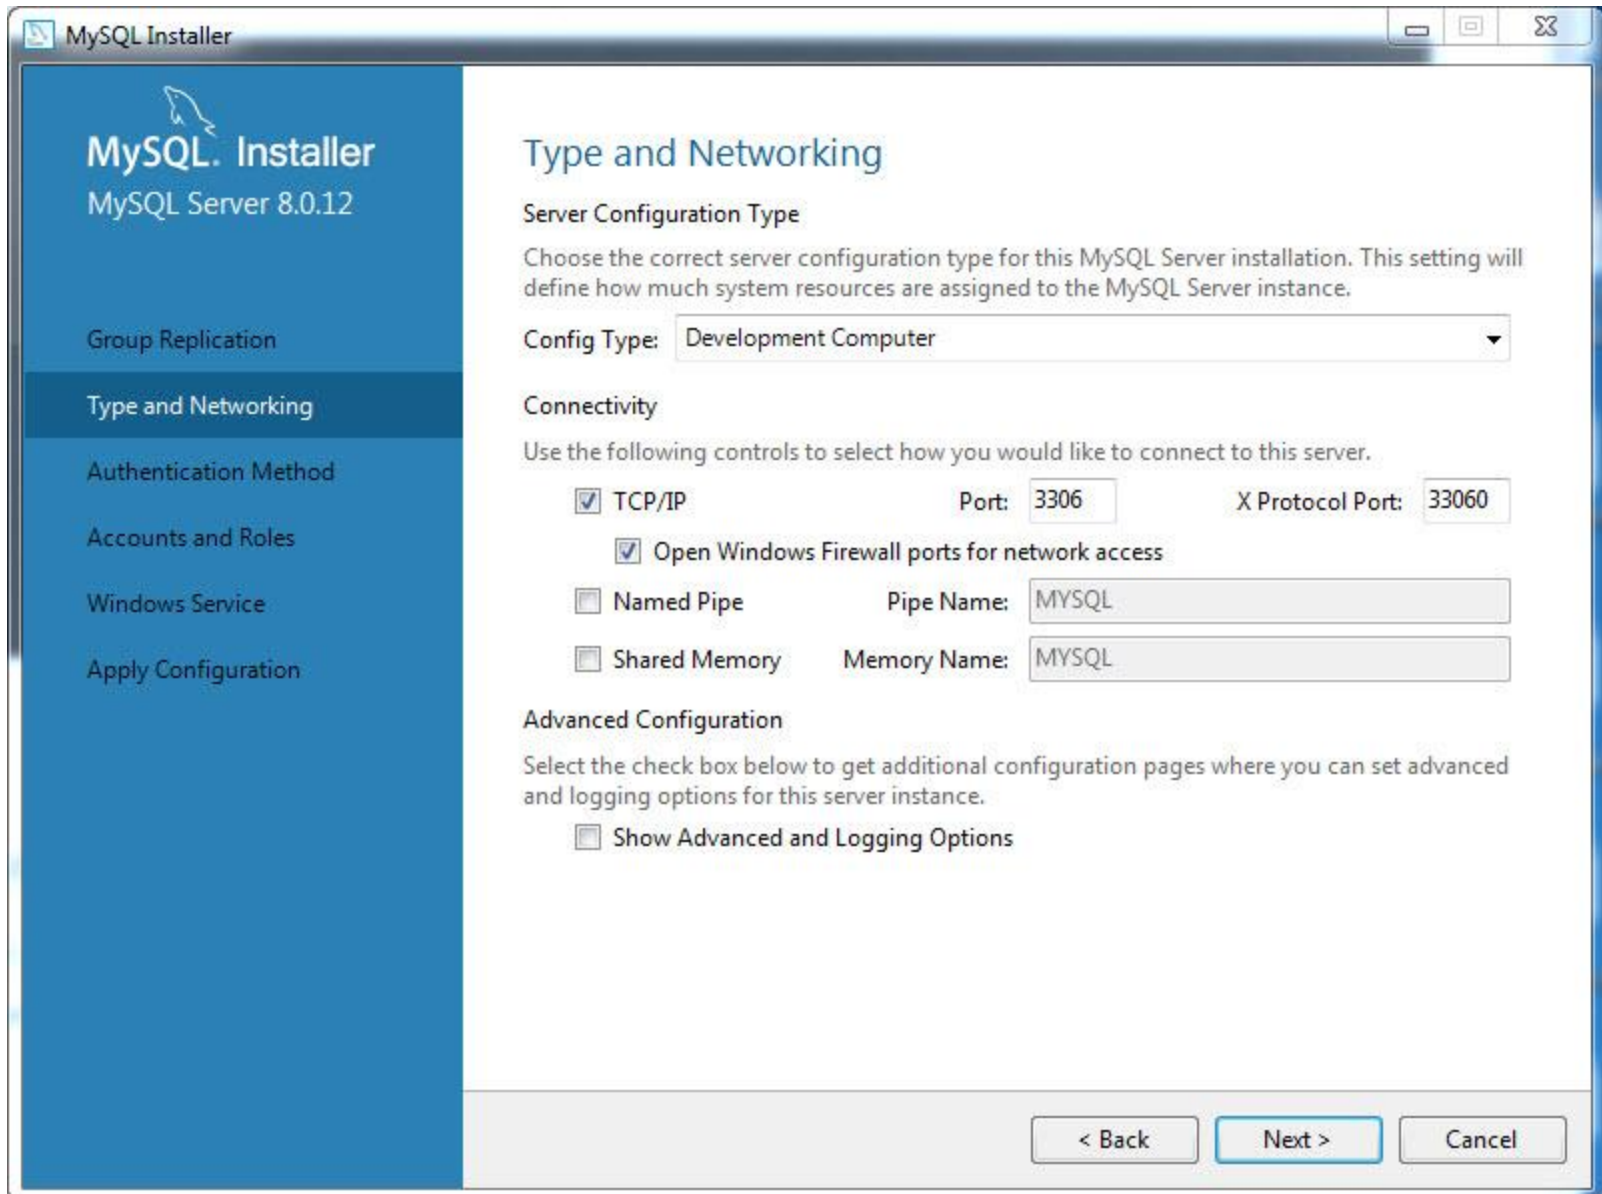 MySQL Installer
MySQL. Installer
MySQL Server 8.0.12
Group Replication
Type and Networking
Authentication Method
Accounts and Roles
Windows Service
Apply Configuration
Type and Networking
Server Configuration Type
Choose the correct server configuration type for this MySQL Server installation. This setting will
define how much system resources are assigned to the MySQL Server instance.
Config Type: Development Computer
Connectivity
Use the following controls to select how you would like to connect to this server.
TCP/IP Port: 3306 X Protocol Port: 33060
Open Windows Firewall ports for network access
Named Pipe Pipe Name: MYSQL
Shared Memory Memory Name: MYSQL
Advanced Configuration
Select the check box below to get additional configuration pages where you can set advanced
and logging options for this server instance.
Show Advanced and Logging Options
< Back Next > Cancel